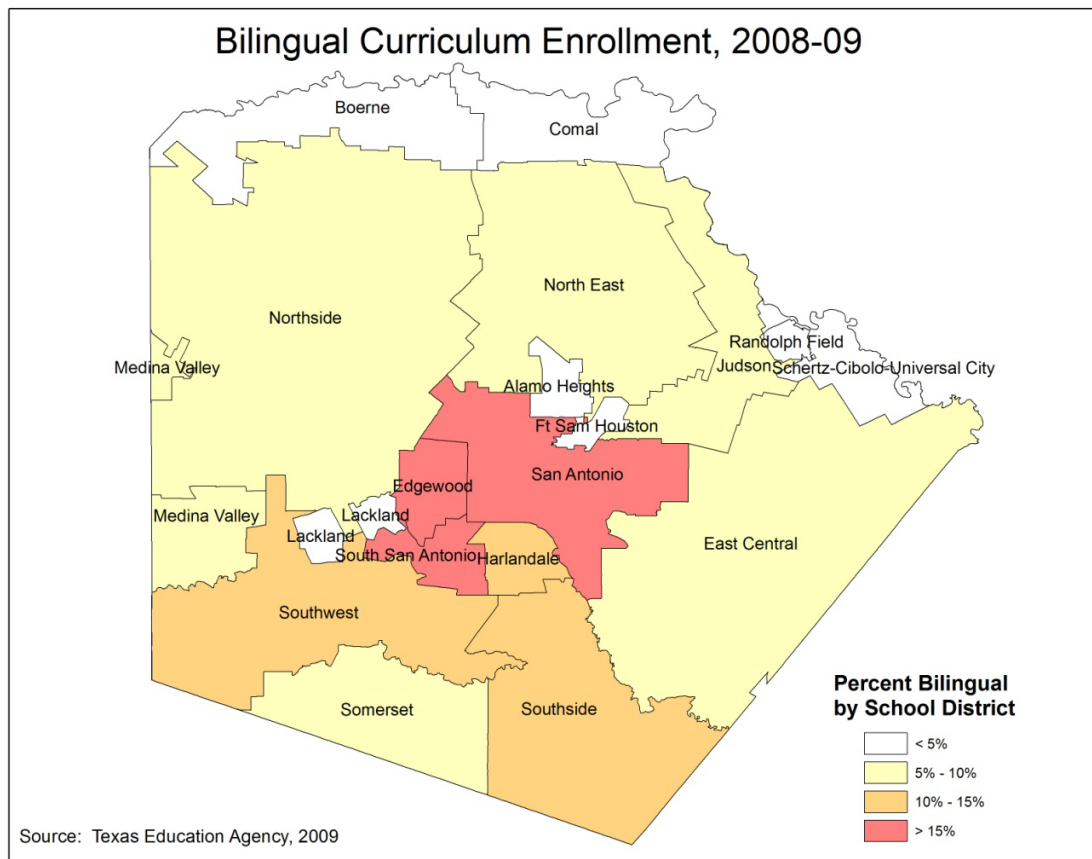 Bilingual Curriculum Enrollment, 2008-09
Boerne
Comal
North East
Northside
Randolph Field
Medina Valley
Judson
Schertz-Cibolo-Universal City
Alamo Heights
Ft Sam Houston
San Antonio
Edgewood
Medina Valley
Lackland
Lackland
East Central
South San Antonio
Harlandale
Southwest
Somerset
Southside
Percent Bilingual
by School District
< 5%
5% - 10%
10% - 15%
> 15%
Source: Texas Education Agency, 2009